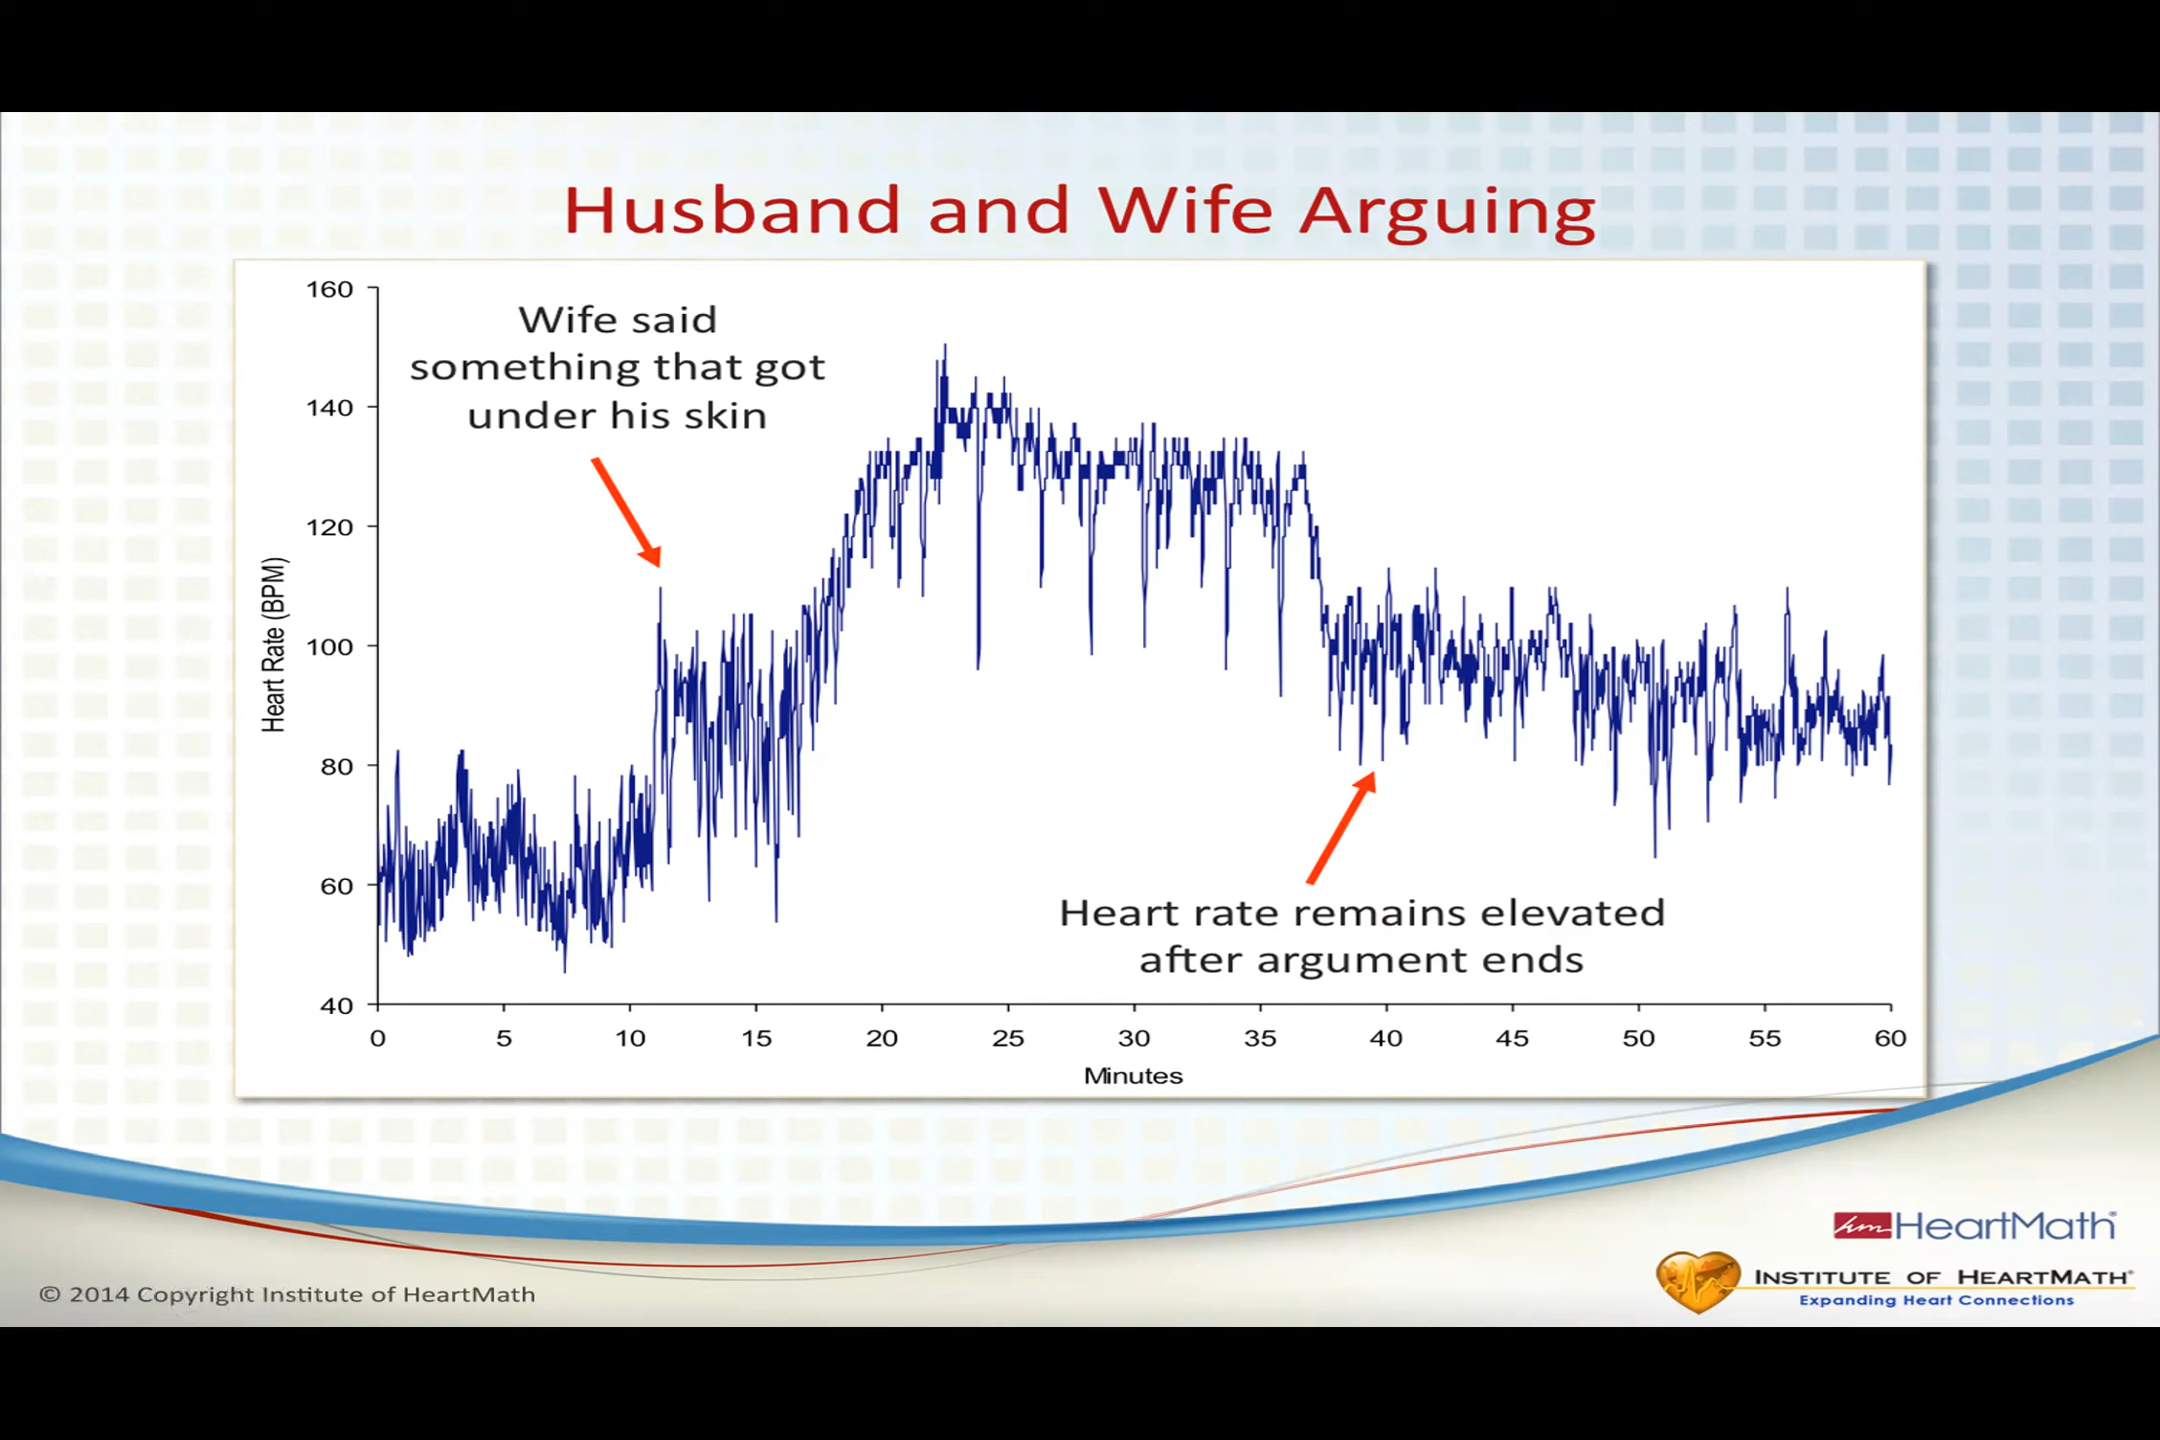 Husband and Wife Arguing
160
Wife said
something that got
under his skin
140
120
Heart Rate (BPM)
100
80
60
Heart rate remains elevated
after argument ends
40
0 5 10 15 20 25 30 35 40 45 50 55 60
Minutes
hm HeartMath®
INSTITUTE OF HEARTMATH®
Expanding Heart Connections
© 2014 Copyright Institute of HeartMath